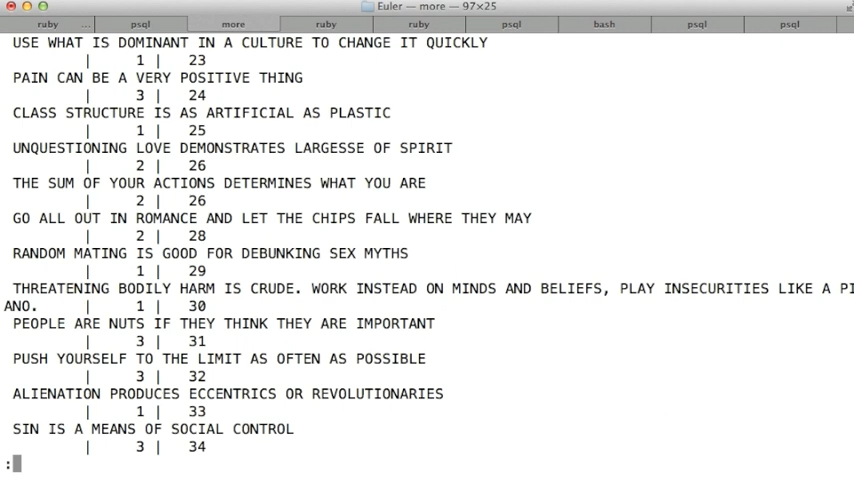 Euler — more — 97×25
ruby ... psql more ruby ruby psql bash psql psql
USE WHAT IS DOMINANT IN A CULTURE TO CHANGE IT QUICKLY
| 1 | 23
PAIN CAN BE A VERY POSITIVE THING
| 3 | 24
CLASS STRUCTURE IS AS ARTIFICIAL AS PLASTIC
| 1 | 25
UNQUESTIONING LOVE DEMONSTRATES LARGESSE OF SPIRIT
| 2 | 26
THE SUM OF YOUR ACTIONS DETERMINES WHAT YOU ARE
| 2 | 26
GO ALL OUT IN ROMANCE AND LET THE CHIPS FALL WHERE THEY MAY
| 2 | 28
RANDOM MATING IS GOOD FOR DEBUNKING SEX MYTHS
| 1 | 29
THREATENING BODILY HARM IS CRUDE. WORK INSTEAD ON MINDS AND BELIEFS, PLAY INSECURITIES LIKE A PI
ANO. | 1 | 30
PEOPLE ARE NUTS IF THEY THINK THEY ARE IMPORTANT
| 3 | 31
PUSH YOURSELF TO THE LIMIT AS OFTEN AS POSSIBLE
| 3 | 32
ALIENATION PRODUCES ECCENTRICS OR REVOLUTIONARIES
| 1 | 33
SIN IS A MEANS OF SOCIAL CONTROL
| 3 | 34
: